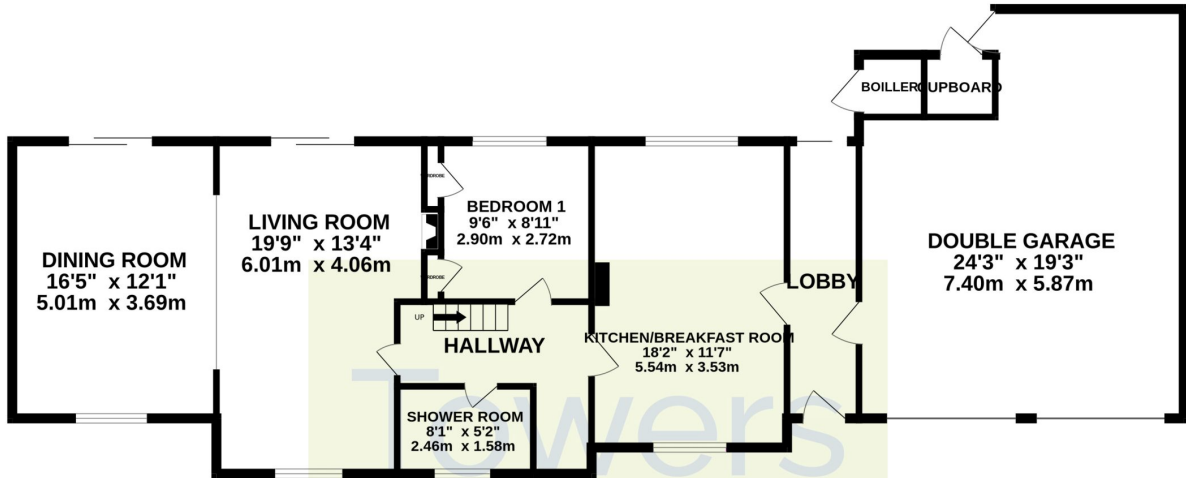 DINING ROOM
16'5" x 12'1"
5.01m x 3.69m
LIVING ROOM
19'9" x 13'4"
6.01m x 4.06m
BEDROOM 1
9'6" x 8'11"
2.90m x 2.72m
UP
HALLWAY
SHOWER ROOM
8'1" x 5'2"
2.46m x 1.58m
KITCHEN/BREAKFAST ROOM
18'2" x 11'7"
5.54m x 3.53m
LOBBY
BOILLER
CUPBOARD
DOUBLE GARAGE
24'3" x 19'3"
7.40m x 5.87m
Towers